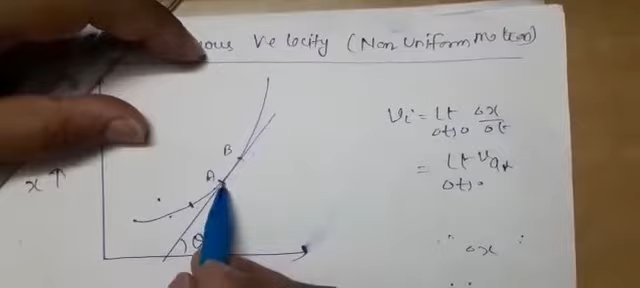 ous Velocity (Non Uniform motion)
B
A
x ↑
θ
Vi = Lt Δx
Δt→0 Δt
= Lt Vav
Δt→0
∵ Δx